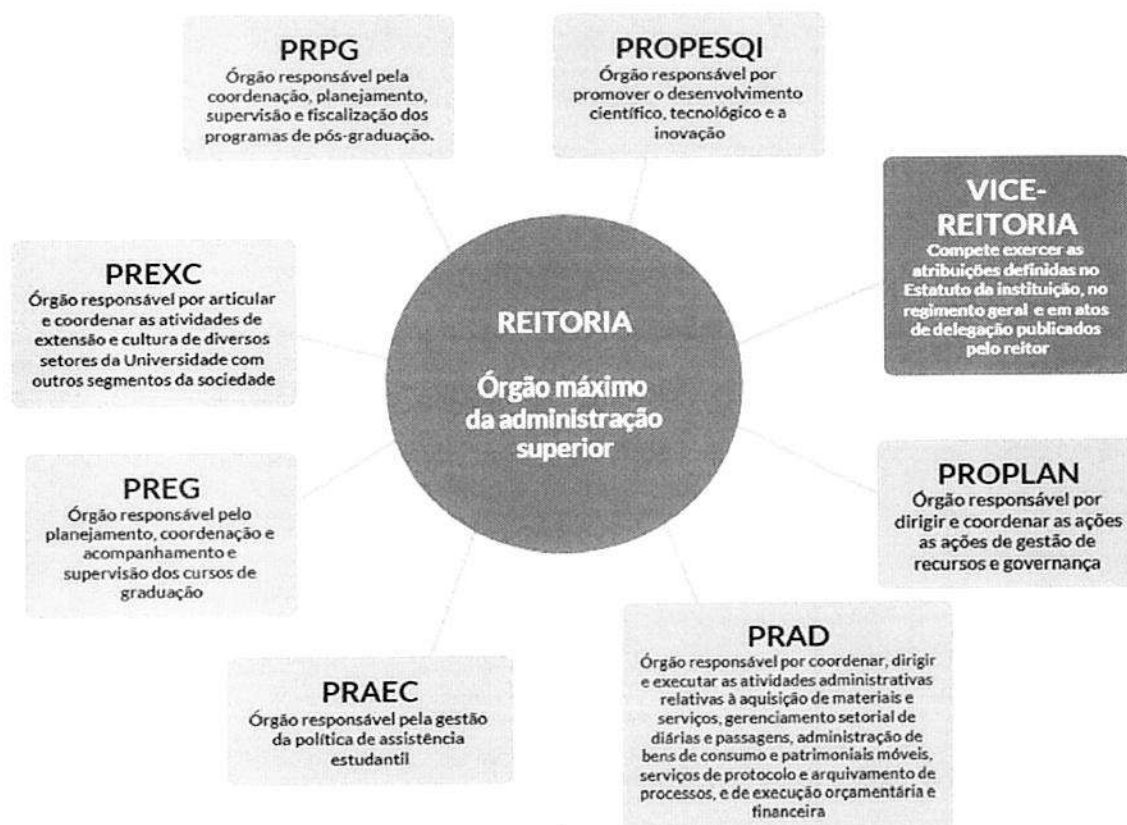 PRPG
Órgão responsável pela
coordenação, planejamento,
supervisão e fiscalização dos
programas de pós-graduação.
PROPESQI
Órgão responsável por
promover o desenvolvimento
científico, tecnológico e a
inovação
VICE-
REITORIA
Compete exercer as
atribuições definidas no
Estatuto da instituição, no
regimento geral e em atos
de delegação publicados
pelo reitor
PREXC
Órgão responsável por articular
e coordenar as atividades de
extensão e cultura de diversos
setores da Universidade com
outros segmentos da sociedade
REITORIA
Órgão máximo
da administração
superior
PREG
Órgão responsável pelo
planejamento, coordenação e
acompanhamento e
supervisão dos cursos de
graduação
PROPLAN
Órgão responsável por
dirigir e coordenar as ações
as ações de gestão de
recursos e governança
PRAEC
Órgão responsável pela gestão
da política de assistência
estudantil
PRAD
Órgão responsável por coordenar, dirigir
e executar as atividades administrativas
relativas à aquisição de materiais e
serviços, gerenciamento setorial de
diárias e passagens, administração de
bens de consumo e patrimoniais móveis,
serviços de protocolo e arquivamento de
processos, e de execução orçamentária e
financeira